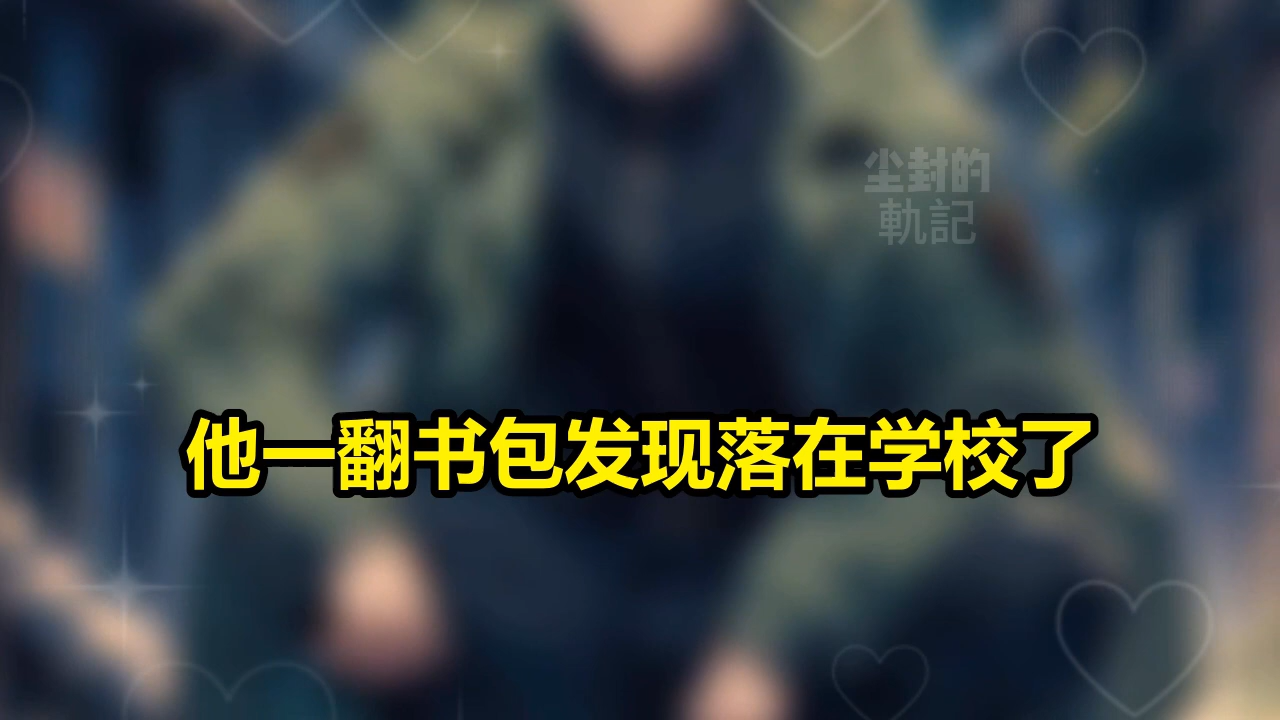 尘封的
軌記
他一翻书包发现落在学校了